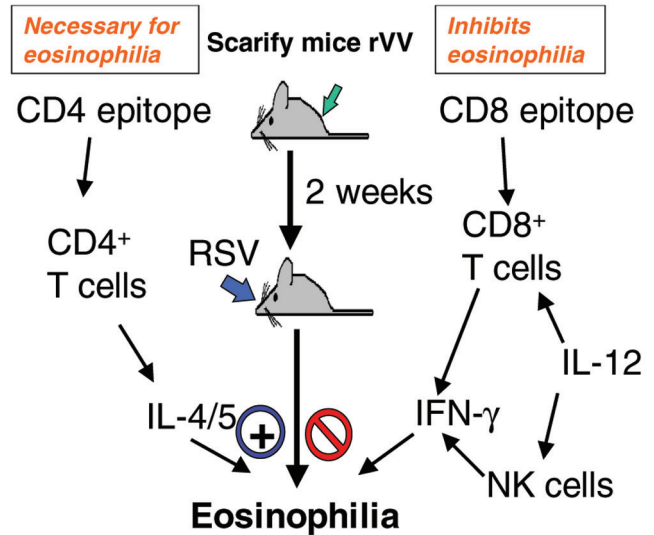 Necessary for
eosinophilia
Scarify mice rVV
Inhibits
eosinophilia
CD4 epitope
CD8 epitope
2 weeks
CD4⁺
T cells
CD8⁺
T cells
RSV
IL-12
IL-4/5
+
IFN-γ
NK cells
Eosinophilia